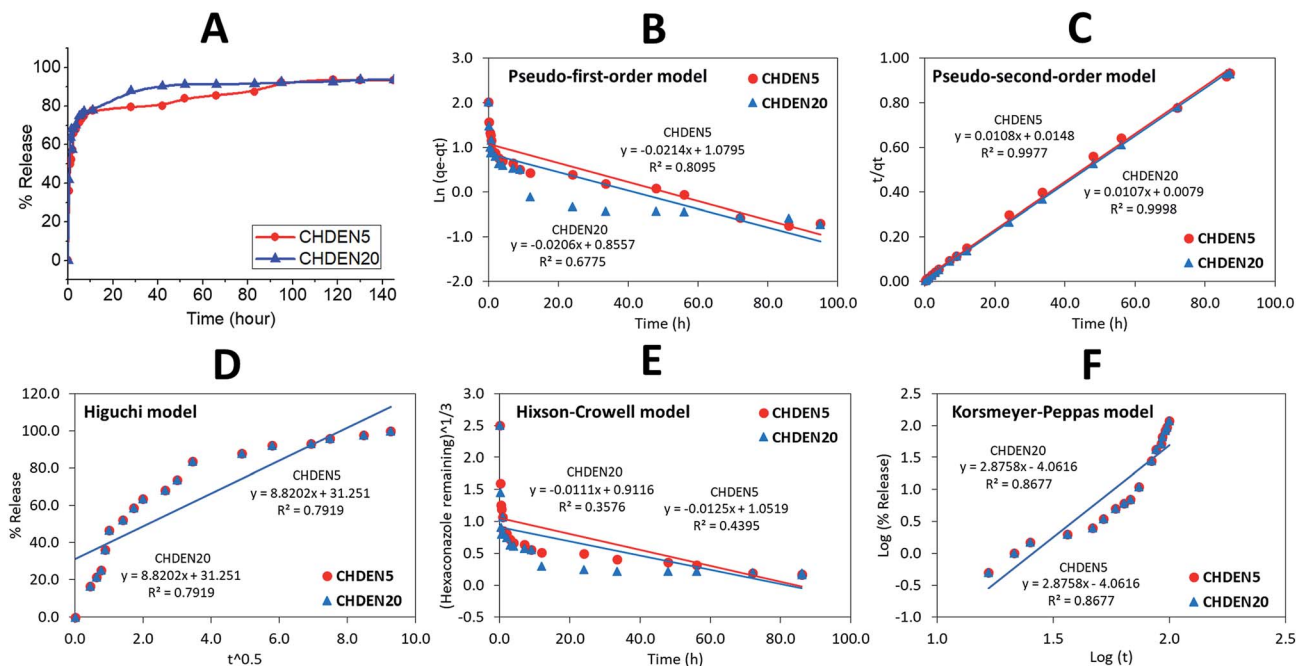 A
% Release
100
80
60
40
20
0
CHDEN5
CHDEN20
0 20 40 60 80 100 120 140
Time (hour)
B
Pseudo-first-order model
CHDEN5
CHDEN20
Ln (qe-qt)
3.0
2.0
1.0
0.0
-1.0
-2.0
CHDEN5
y = -0.0214x + 1.0795
R² = 0.8095
CHDEN20
y = -0.0206x + 0.8557
R² = 0.6775
0.0 20.0 40.0 60.0 80.0 100.0
Time (h)
C
Pseudo-second-order model
t/qt
1.00
0.80
0.60
0.40
0.20
0.00
CHDEN5
y = 0.0108x + 0.0148
R² = 0.9977
CHDEN20
y = 0.0107x + 0.0079
R² = 0.9998
CHDEN5
CHDEN20
0.0 20.0 40.0 60.0 80.0 100.0
Time (h)
D
Higuchi model
% Release
120.0
100.0
80.0
60.0
40.0
20.0
0.0
CHDEN5
y = 8.8202x + 31.251
R² = 0.7919
CHDEN20
y = 8.8202x + 31.251
R² = 0.7919
CHDEN5
CHDEN20
0.0 2.0 4.0 6.0 8.0 10.0
t^0.5
E
Hixson-Crowell model
CHDEN5
CHDEN20
(Hexaconazole remaining)^1/3
3.0
2.5
2.0
1.5
1.0
0.5
0.0
-0.5
CHDEN20
y = -0.0111x + 0.9116
R² = 0.3576
CHDEN5
y = -0.0125x + 1.0519
R² = 0.4395
0.0 20.0 40.0 60.0 80.0 100.0
Time (h)
F
Korsmeyer-Peppas model
Log (% Release)
2.5
2.0
1.5
1.0
0.5
0.0
-0.5
-1.0
CHDEN20
y = 2.8758x - 4.0616
R² = 0.8677
CHDEN5
y = 2.8758x - 4.0616
R² = 0.8677
CHDEN5
CHDEN20
1.0 1.5 2.0 2.5
Log (t)